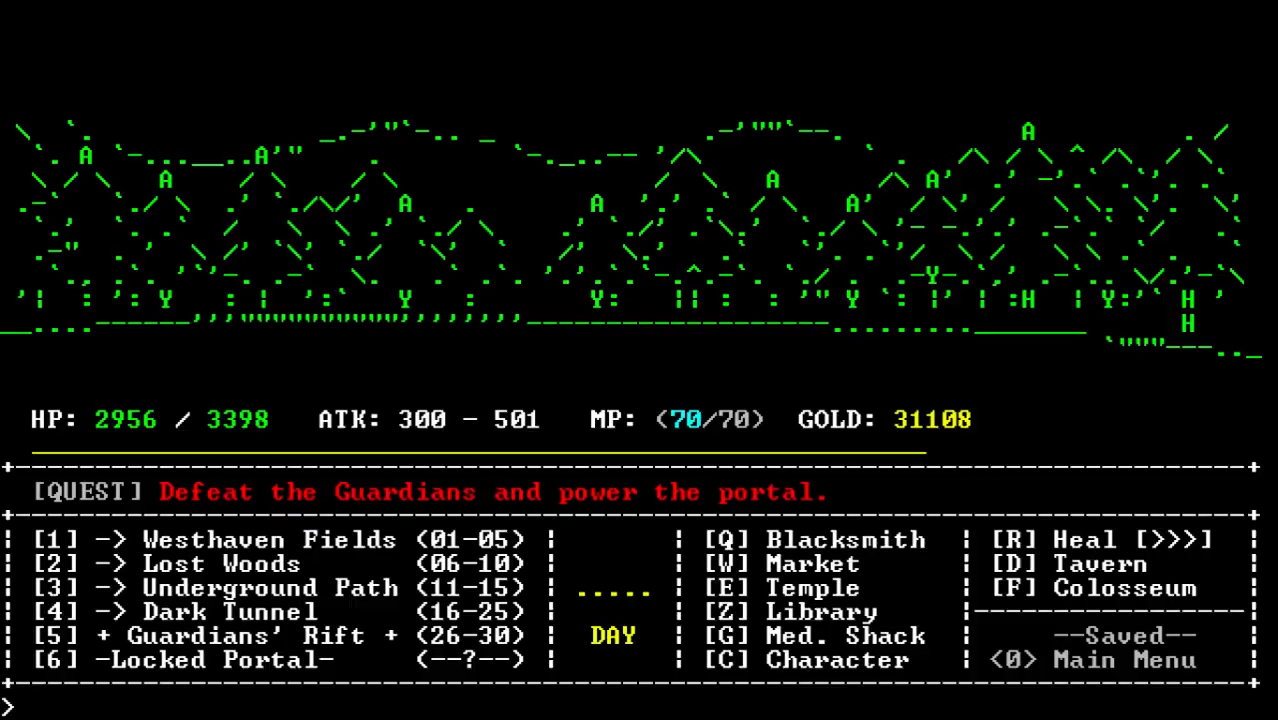 HP: 2956 / 3398 ATK: 300 - 501 MP: (70/70) GOLD: 31108
[QUEST] Defeat the Guardians and power the portal.
[1] -> Westhaven Fields (01-05) [Q] Blacksmith [R] Heal [>>>]
[2] -> Lost Woods (06-10) [W] Market [D] Tavern
[3] -> Underground Path (11-15) ..... [E] Temple [F] Colosseum
[4] -> Dark Tunnel (16-25) [Z] Library
[5] + Guardians' Rift + (26-30) DAY [G] Med. Shack --Saved--
[6] -Locked Portal- (--?--) [C] Character <0> Main Menu
>